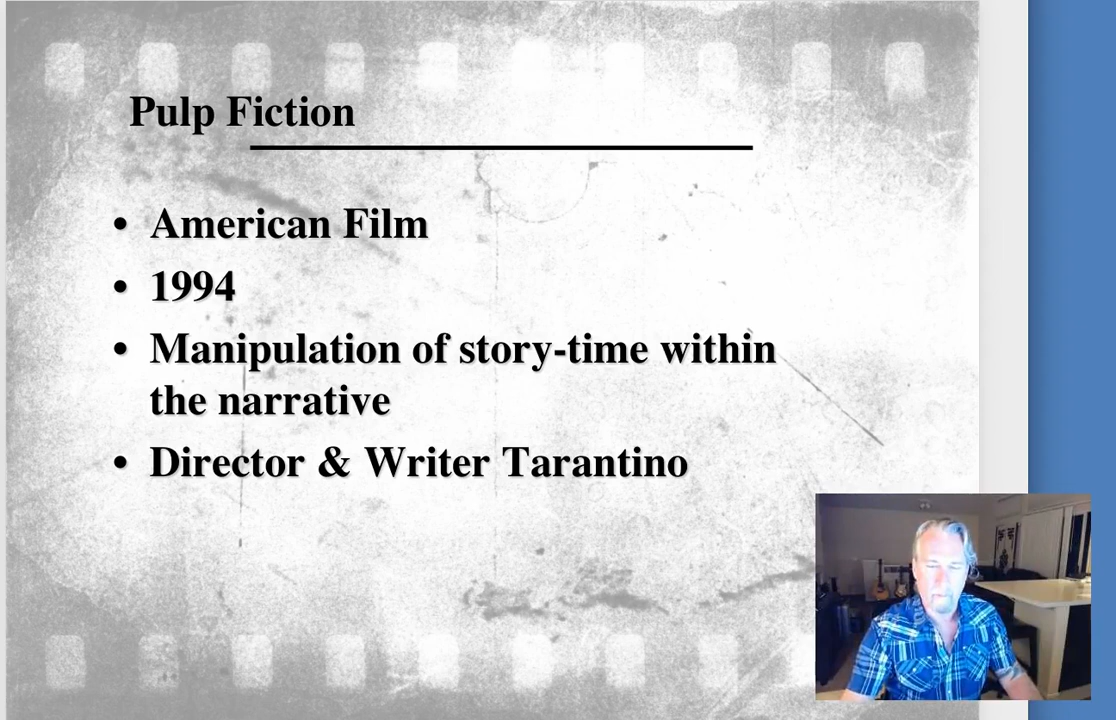 Pulp Fiction
• American Film
• 1994
• Manipulation of story-time within
the narrative
• Director & Writer Tarantino